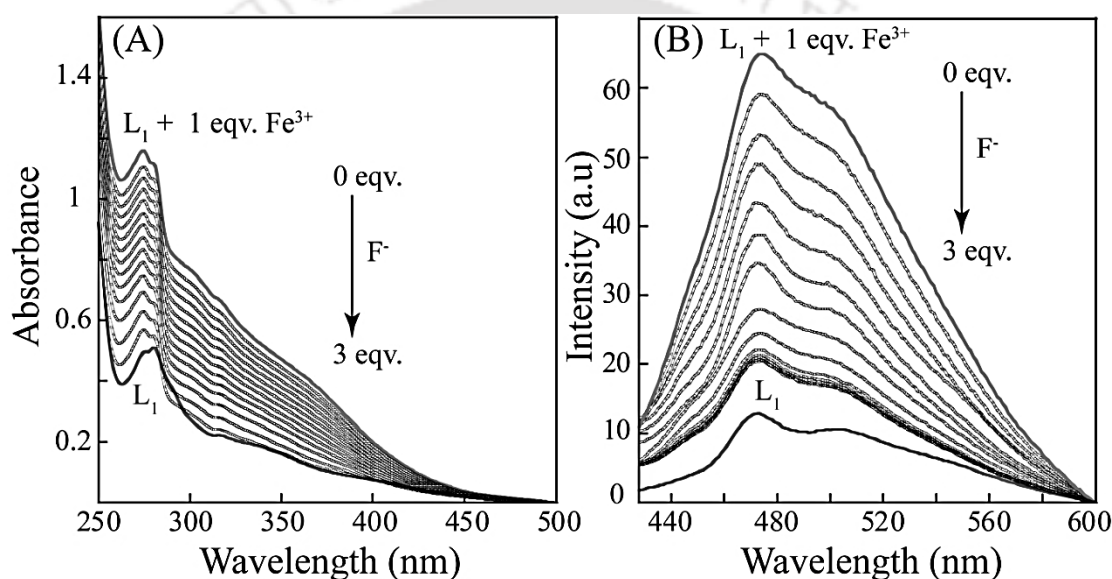 (A)
L₁ + 1 eqv. Fe³⁺
0 eqv.
F⁻
3 eqv.
L₁
Absorbance
1.4
1
0.6
0.2
250
300
350
400
450
500
Wavelength (nm)
(B)
L₁ + 1 eqv. Fe³⁺
0 eqv.
F⁻
3 eqv.
L₁
Intensity (a.u)
60
50
40
30
20
10
0
440
480
520
560
600
Wavelength (nm)